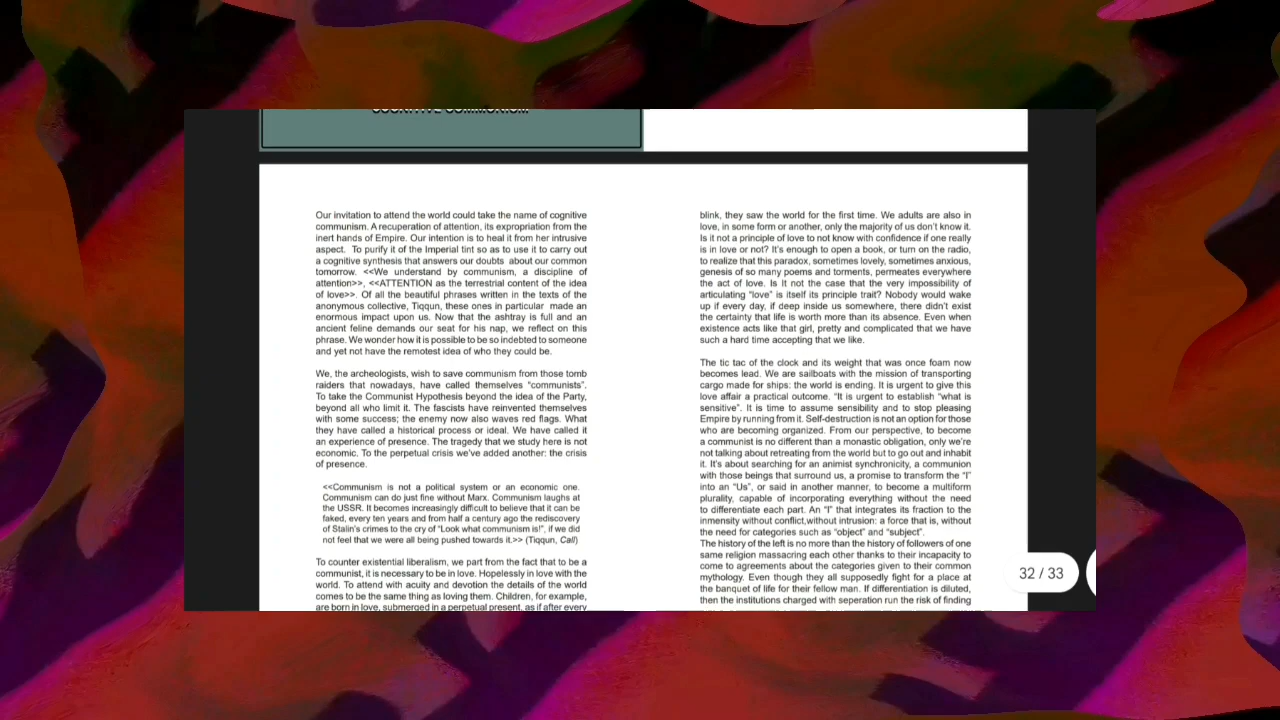 COGNITIVE COMMUNISM
Our invitation to attend the world could take the name of cognitive
communism. A recuperation of attention, its expropriation from the
inert hands of Empire. Our intention is to heal it from her intrusive
aspect. To purify it of the Imperial tint so as to use it to carry out
a cognitive synthesis that answers our doubts about our common
tomorrow. <<We understand by communism, a discipline of
attention>>, <<ATTENTION as the terrestrial content of the idea
of love>>. Of all the beautiful phrases written in the texts of the
anonymous collective, Tiqqun, these ones in particular made an
enormous impact upon us. Now that the ashtray is full and an
ancient feline demands our seat for his nap, we reflect on this
phrase. We wonder how it is possible to be so indebted to someone
and yet not have the remotest idea of who they could be.
We, the archeologists, wish to save communism from those tomb
raiders that nowadays, have called themselves "communists".
To take the Communist Hypothesis beyond the idea of the Party,
beyond all who limit it. The fascists have reinvented themselves
with some success; the enemy now also waves red flags. What
they have called a historical process or ideal. We have called it
an experience of presence. The tragedy that we study here is not
economic. To the perpetual crisis we've added another: the crisis
of presence.
<<Communism is not a political system or an economic one.
Communism can do just fine without Marx. Communism laughs at
the USSR. It becomes increasingly difficult to believe that it can be
faked, every ten years and from half a century ago the rediscovery
of Stalin's crimes to the cry of "Look what communism is!", if we did
not feel that we were all being pushed towards it.>> (Tiqqun, Call)
To counter existential liberalism, we part from the fact that to be a
communist, it is necessary to be in love. Hopelessly in love with the
world. To attend with acuity and devotion the details of the world
comes to be the same thing as loving them. Children, for example,
are born in love, submerged in a perpetual present, as if after every
blink, they saw the world for the first time. We adults are also in
love, in some form or another, only the majority of us don't know it.
Is it not a principle of love to not know with confidence if one really
is in love or not? It's enough to open a book, or turn on the radio,
to realize that this paradox, sometimes lovely, sometimes anxious,
genesis of so many poems and torments, permeates everywhere
the act of love. Is It not the case that the very impossibility of
articulating "love" is itself its principle trait? Nobody would wake
up if every day, if deep inside us somewhere, there didn't exist
the certainty that life is worth more than its absence. Even when
existence acts like that girl, pretty and complicated that we have
such a hard time accepting that we like.
The tic tac of the clock and its weight that was once foam now
becomes lead. We are sailboats with the mission of transporting
cargo made for ships: the world is ending. It is urgent to give this
love affair a practical outcome. "It is urgent to establish "what is
sensitive". It is time to assume sensibility and to stop pleasing
Empire by running from it. Self-destruction is not an option for those
who are becoming organized. From our perspective, to become
a communist is no different than a monastic obligation, only we're
not talking about retreating from the world but to go out and inhabit
it. It's about searching for an animist synchronicity, a communion
with those beings that surround us, a promise to transform the "I"
into an "Us", or said in another manner, to become a multiform
plurality, capable of incorporating everything without the need
to differentiate each part. An "I" that integrates its fraction to the
inmensity without conflict,without intrusion: a force that is, without
the need for categories such as "object" and "subject".
The history of the left is no more than the history of followers of one
same religion massacring each other thanks to their incapacity to
come to agreements about the categories given to their common
mythology. Even though they all supposedly fight for a place at
the banquet of life for their fellow man. If differentiation is diluted,
then the institutions charged with seperation run the risk of finding
32 / 33